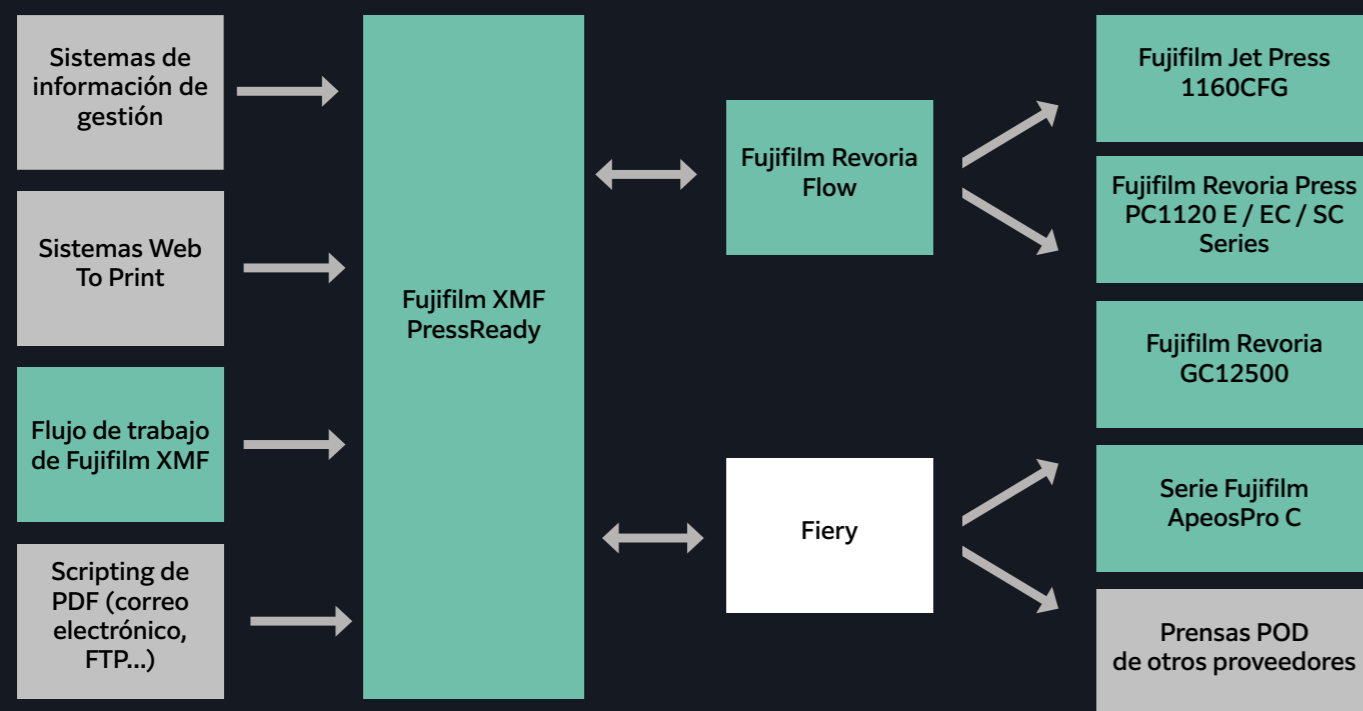 Sistemas de
información de
gestión
Sistemas Web
To Print
Flujo de trabajo
de Fujifilm XMF
Scripting de
PDF (correo
electrónico,
FTP...)
Fujifilm XMF
PressReady
Fujifilm Revoria
Flow
Fiery
Fujifilm Jet Press
1160CFG
Fujifilm Revoria Press
PC1120 E / EC / SC
Series
Fujifilm Revoria
GC12500
Serie Fujifilm
ApeosPro C
Prensas POD
de otros proveedores